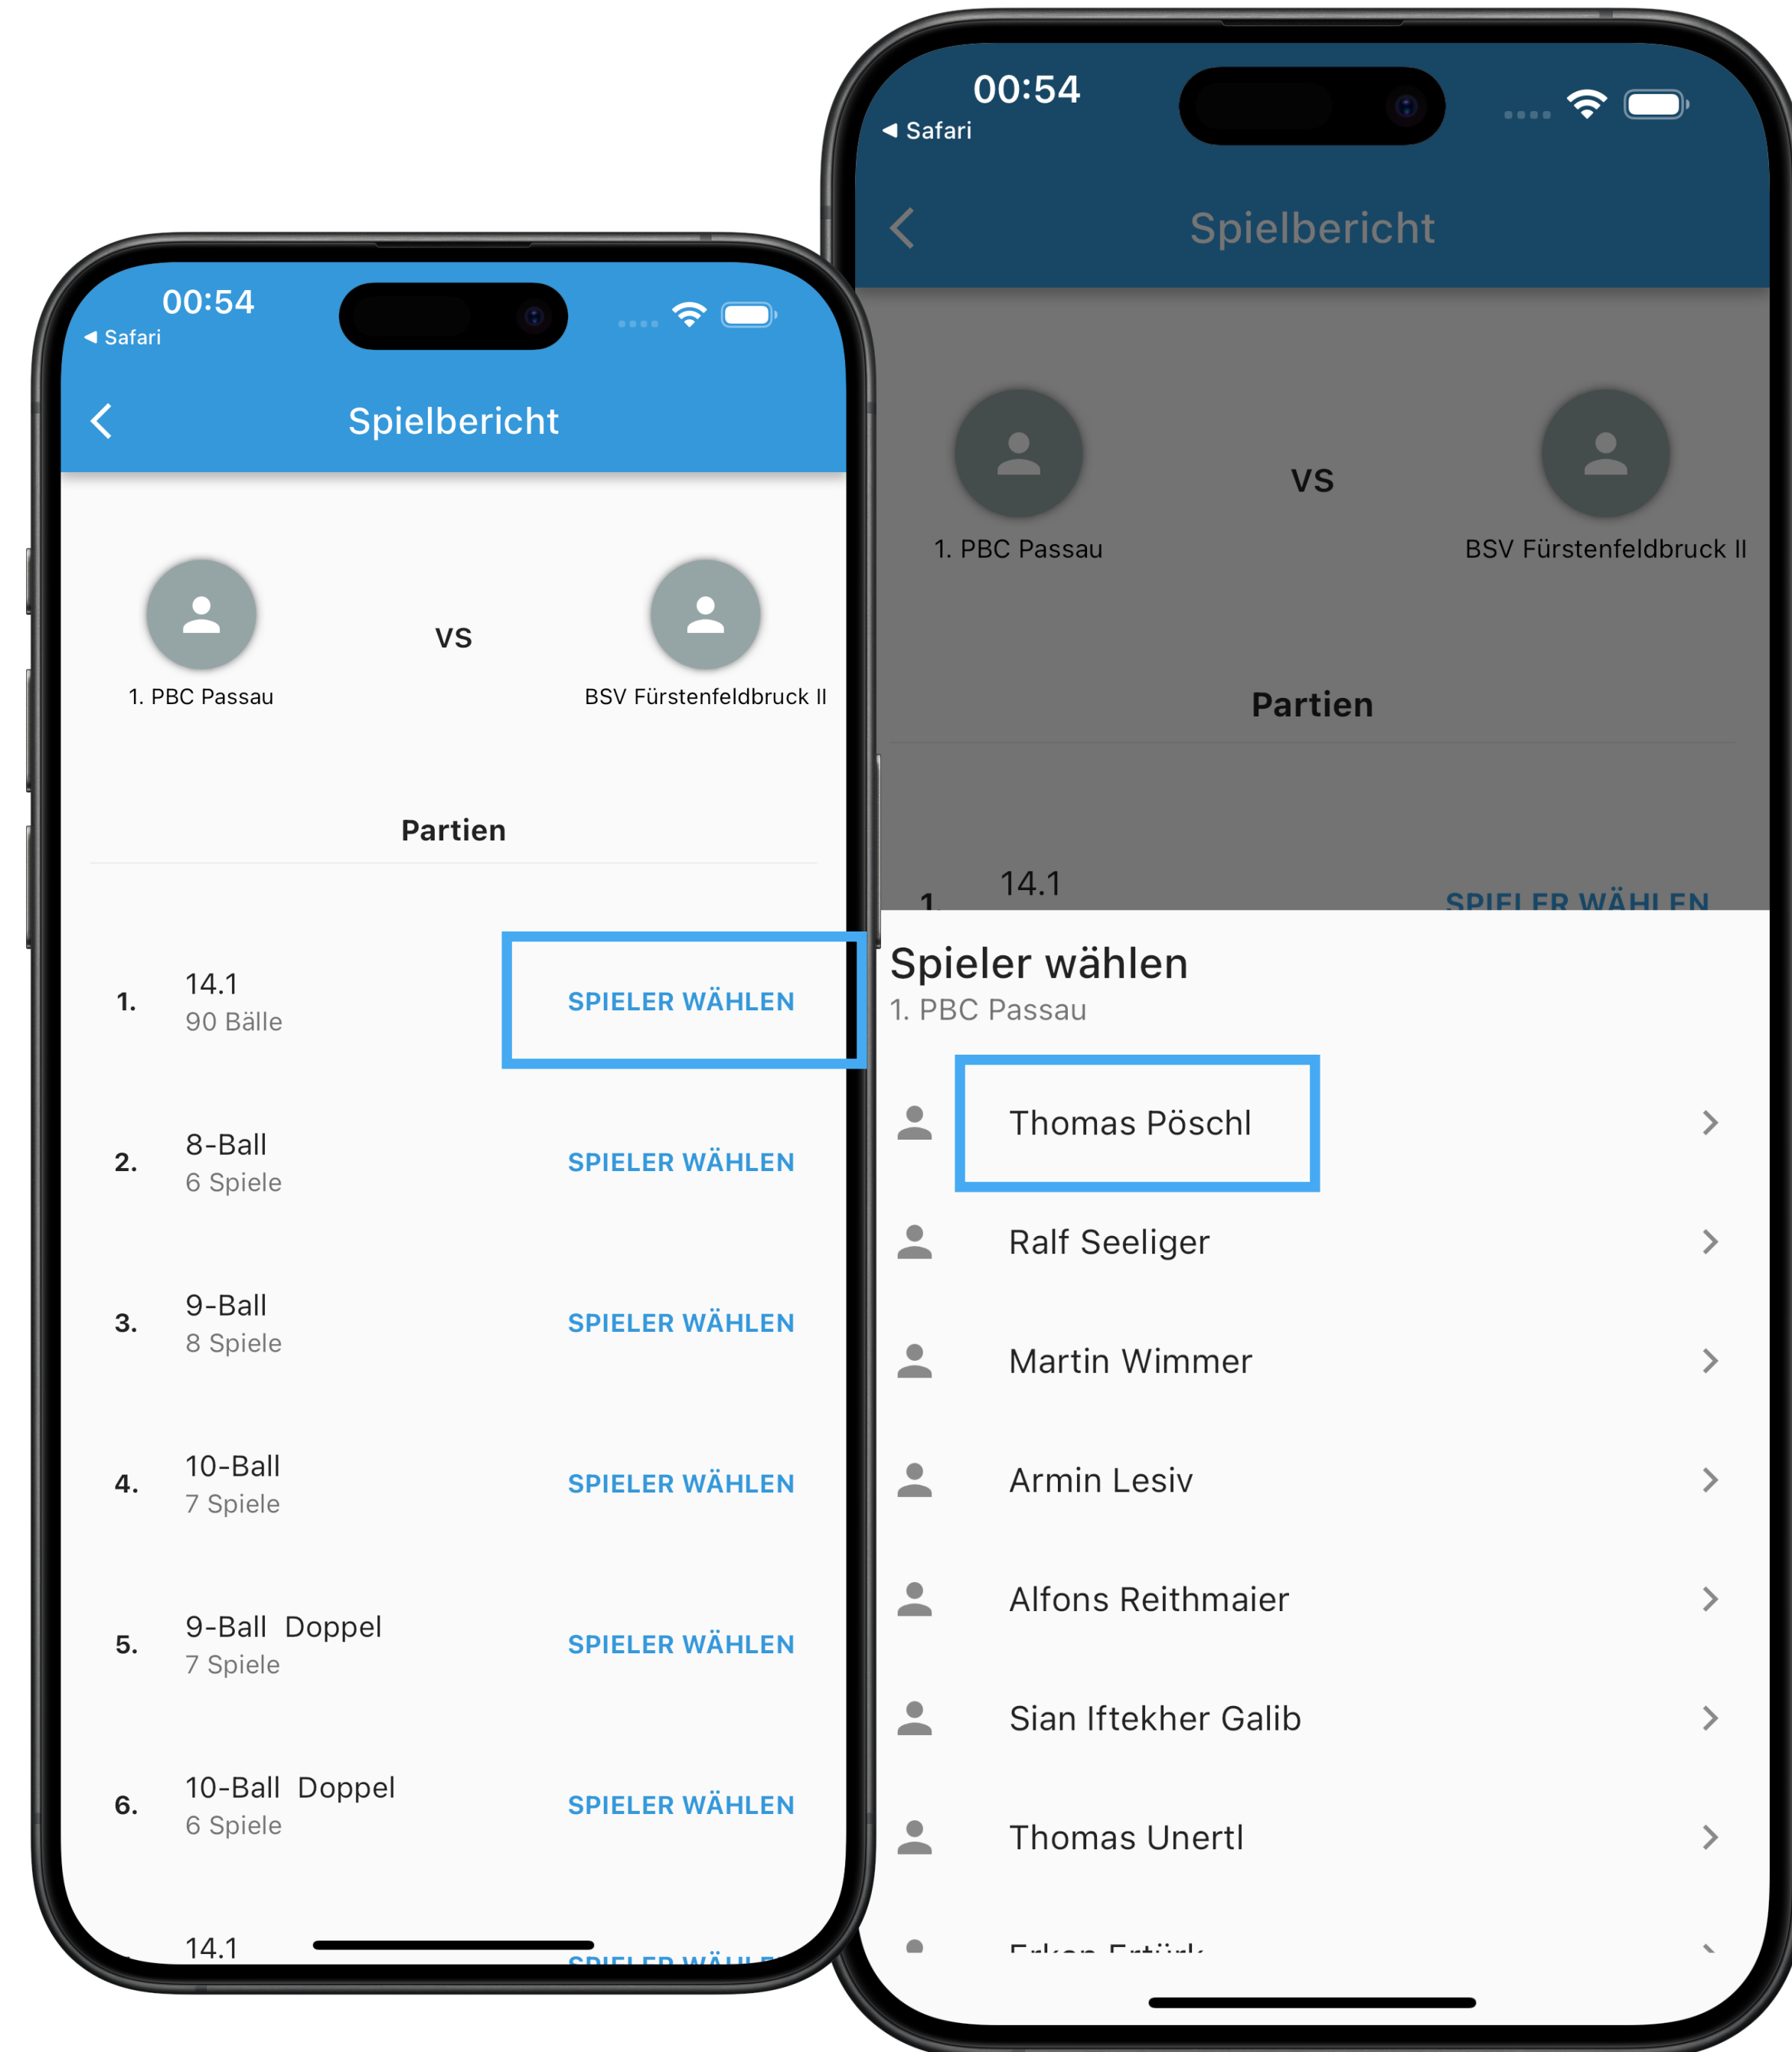 00:54
◀ Safari
Spielbericht
1. PBC Passau
vs
BSV Fürstenfeldbruck II
Partien
1.
14.1
90 Bälle
SPIELER WÄHLEN
2.
8-Ball
6 Spiele
SPIELER WÄHLEN
3.
9-Ball
8 Spiele
SPIELER WÄHLEN
4.
10-Ball
7 Spiele
SPIELER WÄHLEN
5.
9-Ball Doppel
7 Spiele
SPIELER WÄHLEN
6.
10-Ball Doppel
6 Spiele
SPIELER WÄHLEN
14.1
SPIELER WÄHLEN
00:54
◀ Safari
Spielbericht
1. PBC Passau
vs
BSV Fürstenfeldbruck II
Partien
1.
14.1
SPIELER WÄHLEN
Spieler wählen
1. PBC Passau
Thomas Pöschl
Ralf Seeliger
Martin Wimmer
Armin Lesiv
Alfons Reithmaier
Sian Iftekher Galib
Thomas Unertl